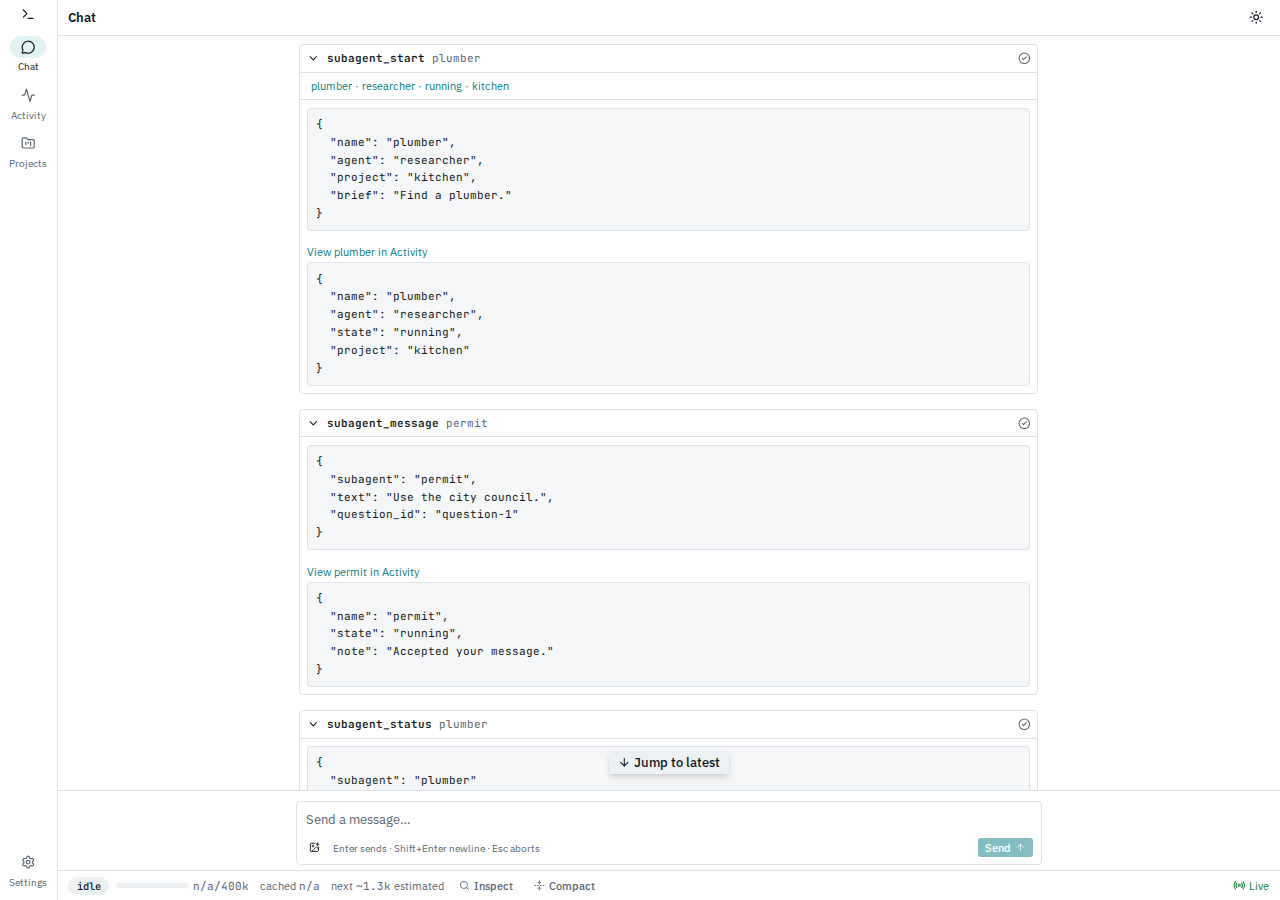 Chat
Chat
Activity
Projects
Settings
subagent_start plumber
plumber · researcher · running · kitchen
{
"name": "plumber",
"agent": "researcher",
"project": "kitchen",
"brief": "Find a plumber."
}
View plumber in Activity
{
"name": "plumber",
"agent": "researcher",
"state": "running",
"project": "kitchen"
}
subagent_message permit
{
"subagent": "permit",
"text": "Use the city council.",
"question_id": "question-1"
}
View permit in Activity
{
"name": "permit",
"state": "running",
"note": "Accepted your message."
}
subagent_status plumber
{
"subagent": "plumber"
Jump to latest
Send a message...
Enter sends · Shift+Enter newline · Esc aborts
Send
idle n/a/400k cached n/a next ~1.3k estimated Inspect Compact Live